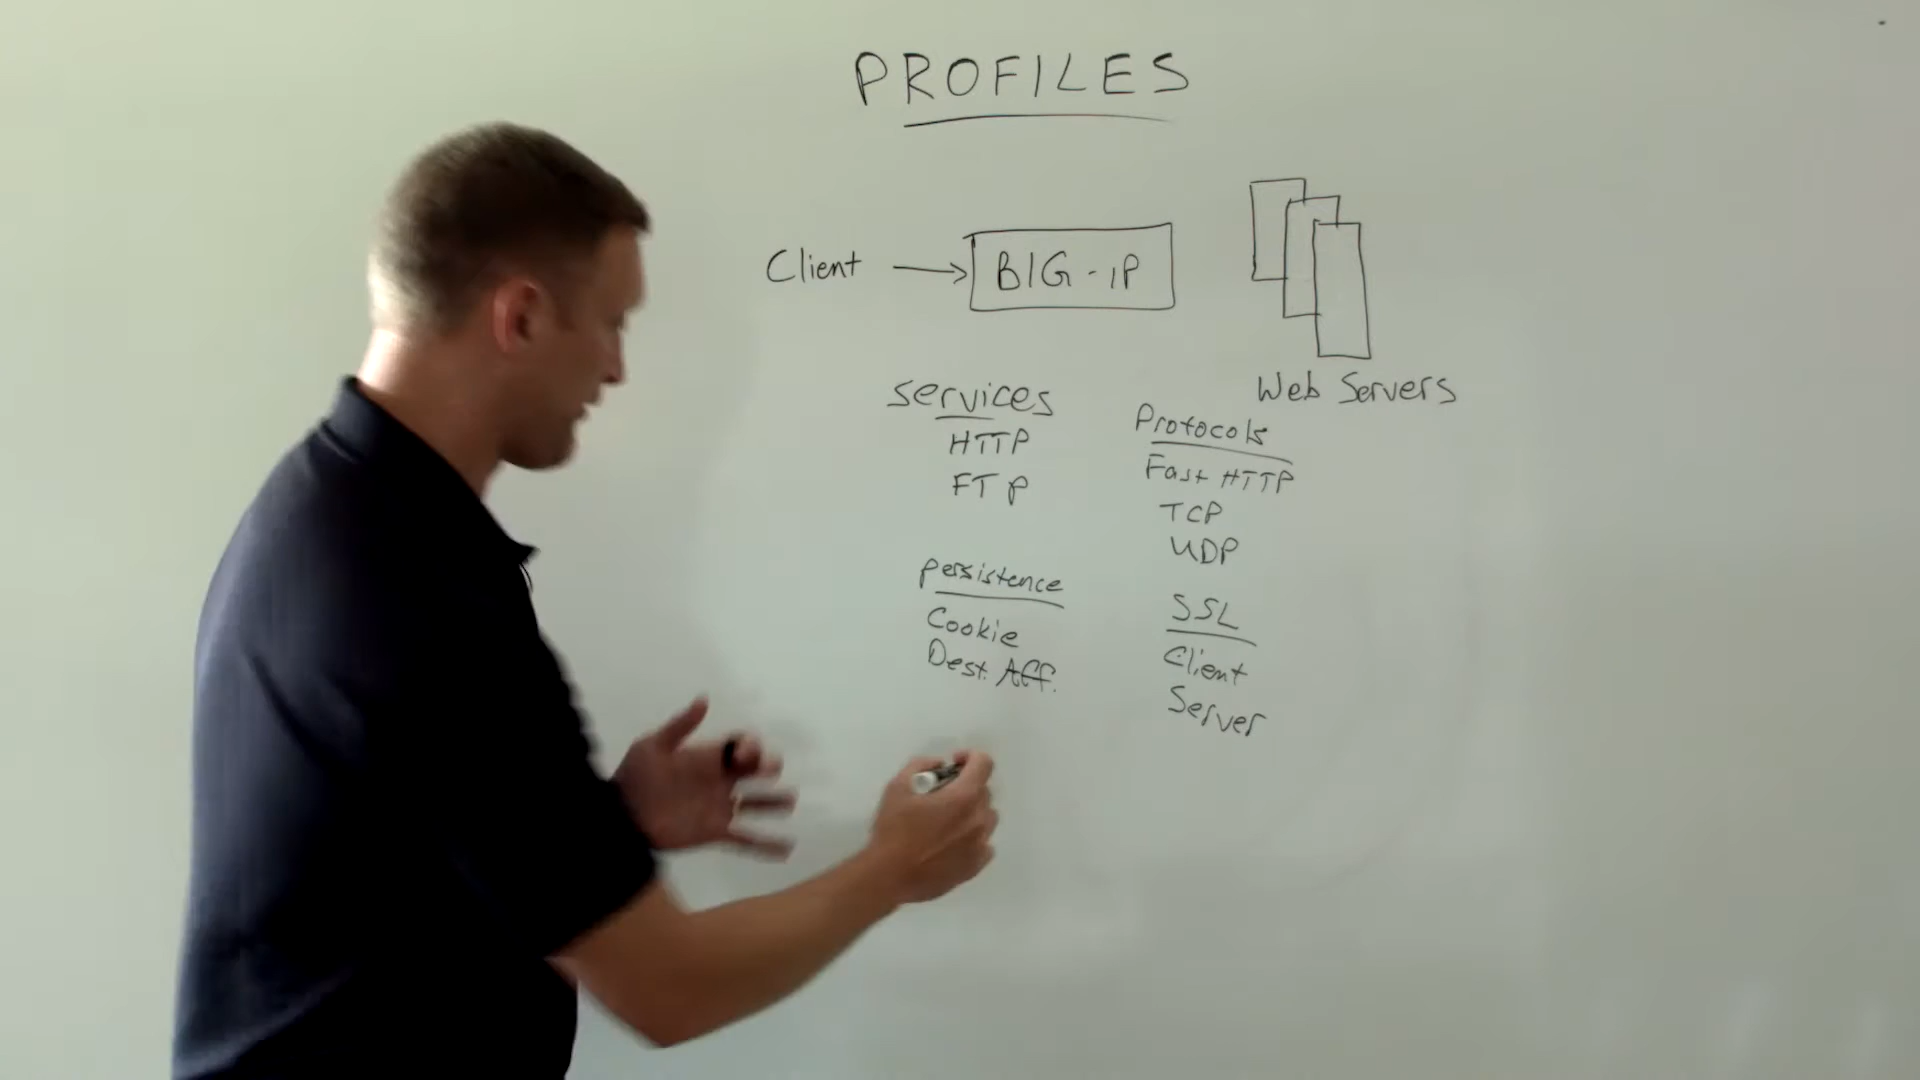 PROFILES
Client
BIG-IP
Web Servers
Services
HTTP
FTP
Protocols
Fast HTTP
TCP
UDP
Persistence
Cookie
Dest. Aff.
SSL
Client
Server